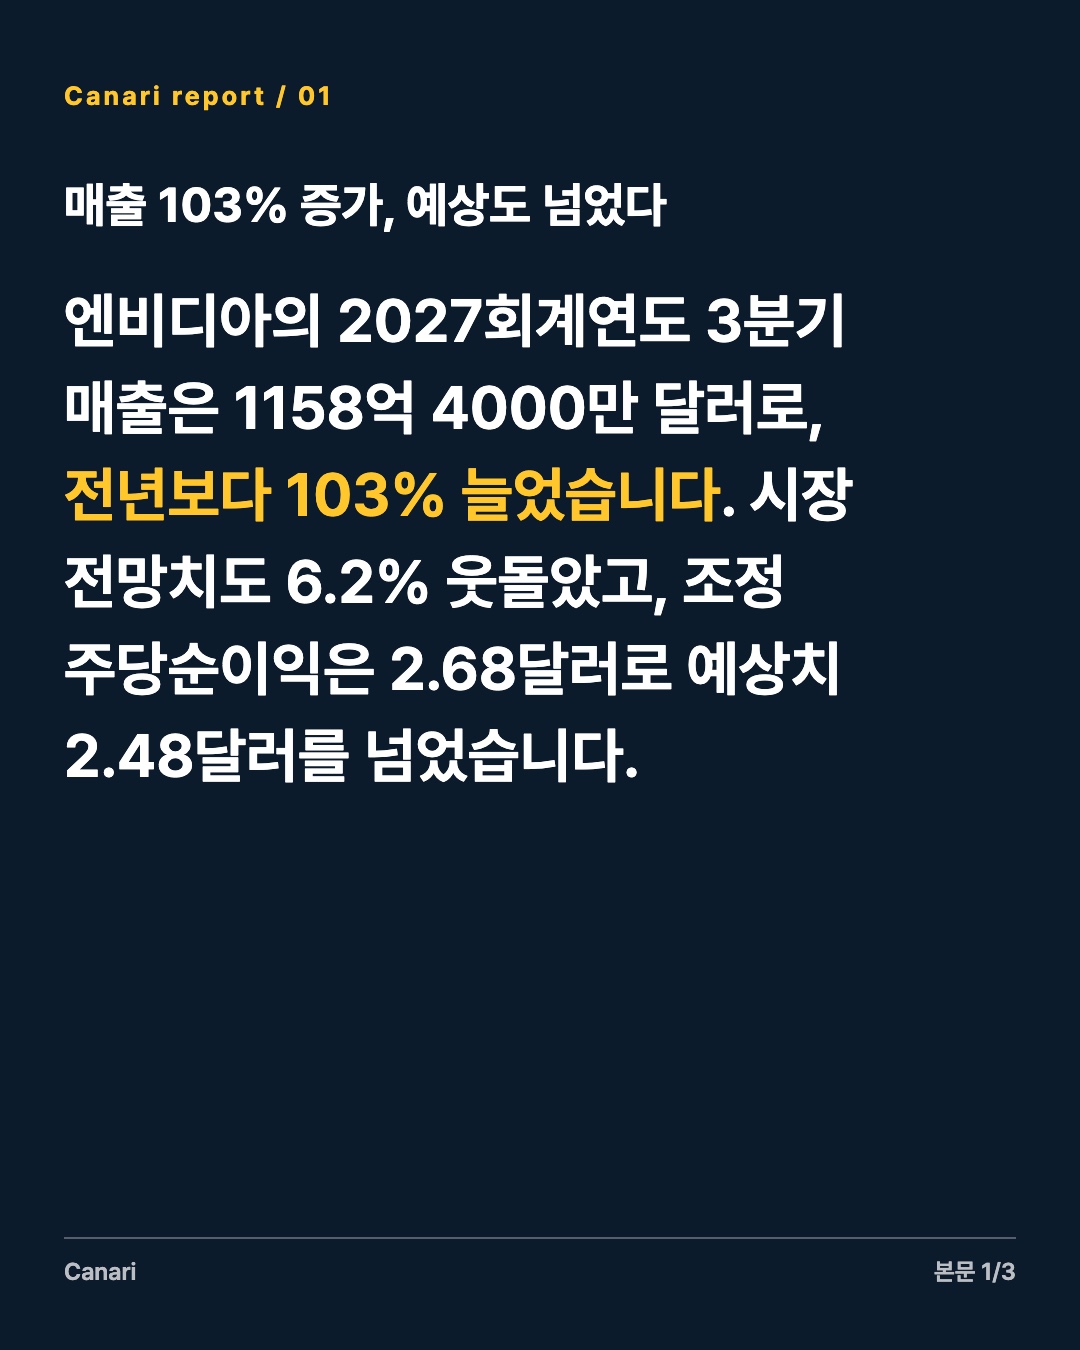 Canari report / 01
매출 103% 증가, 예상도 넘었다
엔비디아의 2027회계연도 3분기
매출은 1158억 4000만 달러로,
전년보다 103% 늘었습니다. 시장
전망치도 6.2% 웃돌았고, 조정
주당순이익은 2.68달러로 예상치
2.48달러를 넘었습니다.
Canari
본문 1/3